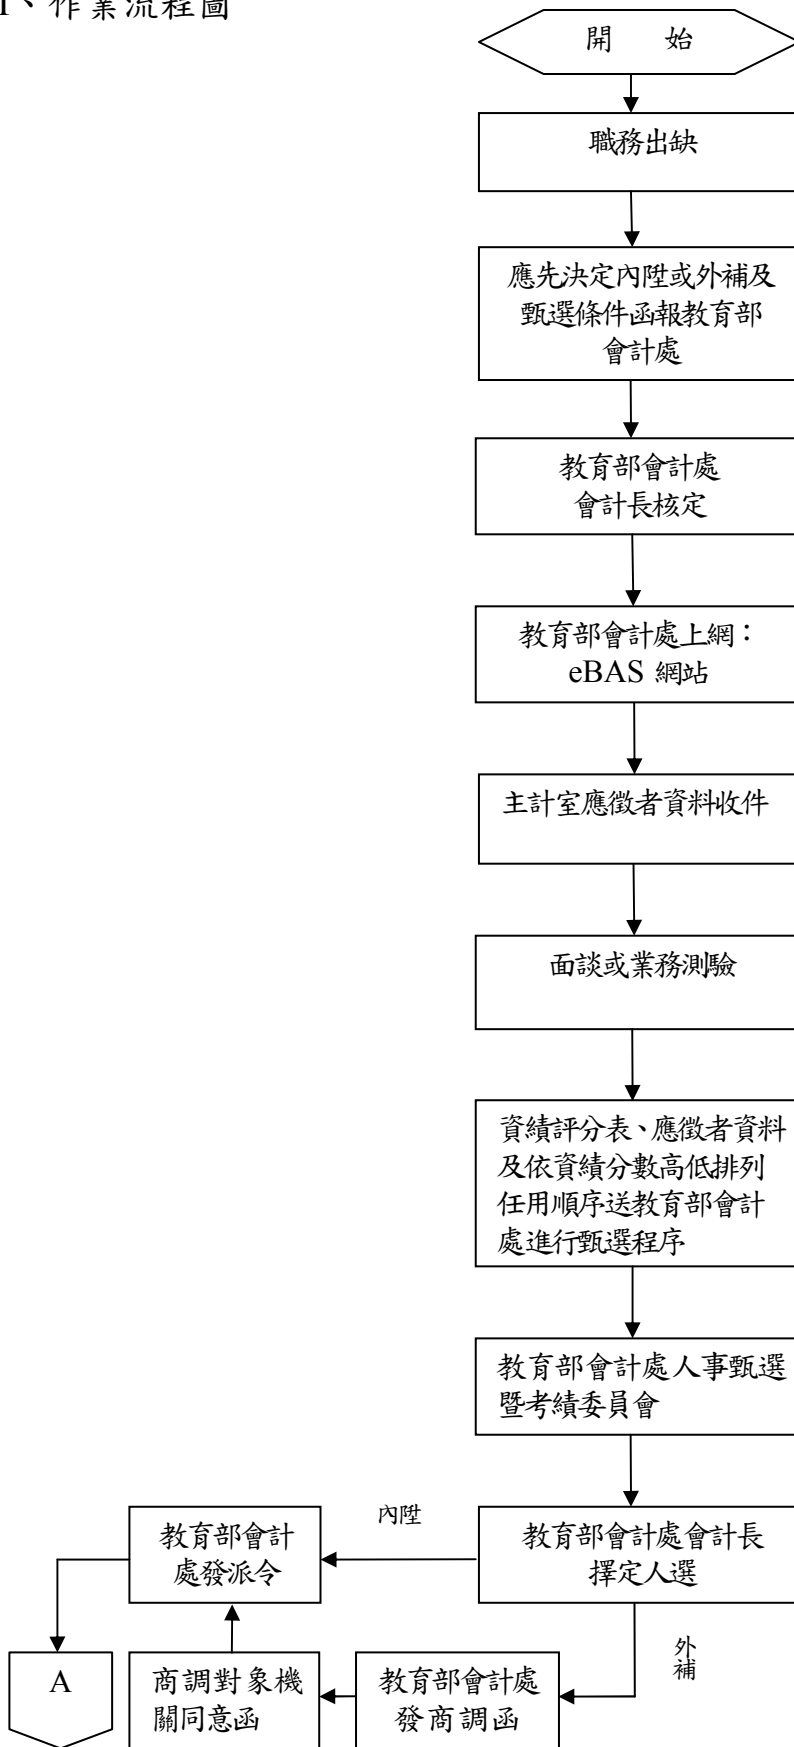 1、作業流程圖
開 始
職務出缺
應先決定內陞或外補及
甄選條件函報教育部
會計處
教育部會計處
會計長核定
教育部會計處上網：
eBAS 網站
主計室應徵者資料收件
面談或業務測驗
資績評分表、應徵者資料
及依資績分數高低排列
任用順序送教育部會計
處進行甄選程序
教育部會計處人事甄選
暨考績委員會
教育部會計處會計長
擇定人選
內陞
教育部會計
處發派令
外補
教育部會計處
發商調函
商調對象機
關同意函
A